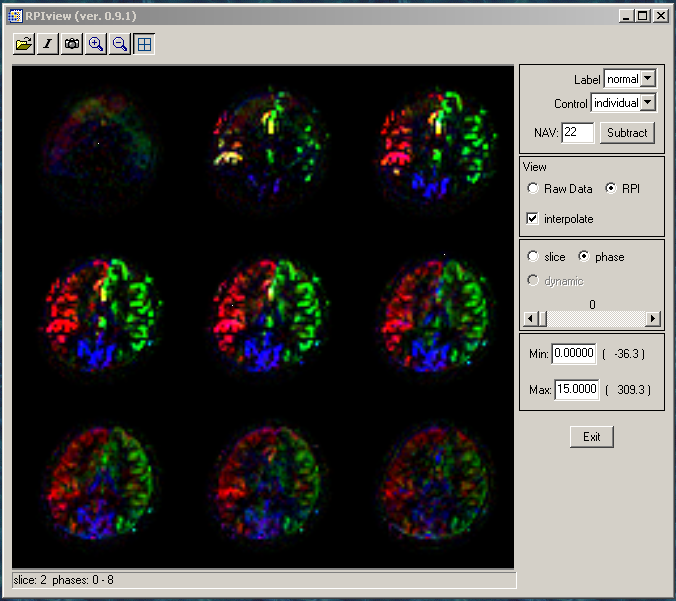 RPIview (ver. 0.9.1)
I
Label normal
Control individual
NAV: 22 Subtract
View
Raw Data RPI
interpolate
slice phase
dynamic
0
Min: 0.00000 ( -36.3 )
Max: 15.0000 ( 309.3 )
Exit
slice: 2 phases: 0 - 8